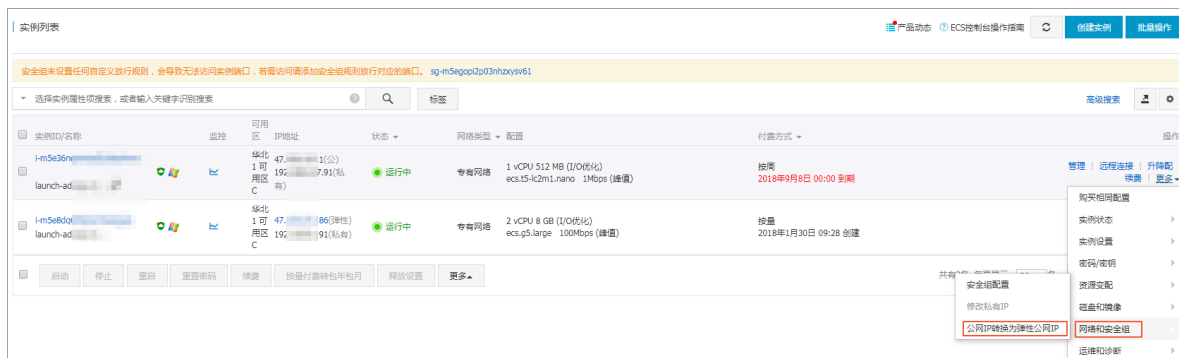 实例列表
产品动态 ECS控制台操作指南 创建实例 批量操作
安全组未设置任何自定义放行规则，会导致无法访问实例端口，若需访问请添加安全组规则放行对应的端口。 sg-m5egopi2p03nhzxysv61
选择实例属性项搜索，或者输入关键字识别搜索 标签 高级搜索
实例ID/名称 监控 可用区 IP地址 状态 网络类型 配置 付费方式 操作
i-m5e36n
launch-ad
华北
1 可
用区
C
47. 1(公)
192 7.91(私
有)
运行中 专有网络
1 vCPU 512 MB (I/O优化)
ecs.t5-lc2m1.nano 1Mbps (峰值)
按周
2018年9月8日 00:00 到期
管理 | 远程连接 | 升降配
续费 | 更多
i-m5e8dq
launch-ad
华北
1 可
用区
C
47. 86(弹性)
192 91(私有)
运行中 专有网络
2 vCPU 8 GB (I/O优化)
ecs.g5.large 100Mbps (峰值)
按量
2018年1月30日 09:28 创建
启动 停止 重启 重置密码 续费 按量付费转包年包月 释放设置 更多
购买相同配置
实例状态
实例设置
密码/密钥
资源变配
磁盘和镜像
网络和安全组
运维和诊断
安全组配置
修改私有IP
公网IP转换为弹性公网IP